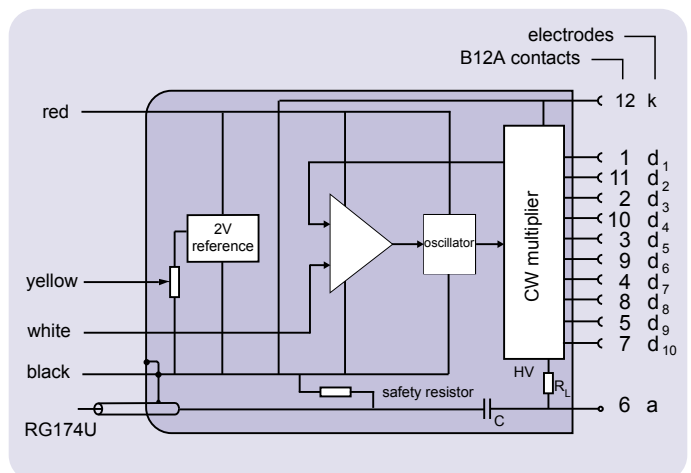 electrodes
B12A contacts
12 k
red
1 d1
11 d2
2 d3
10 d4
3 d5
9 d6
4 d7
8 d8
5 d9
7 d10
2V
reference
oscillator
CW multiplier
yellow
white
black
HV
RL
safety resistor
C
6 a
RG174U